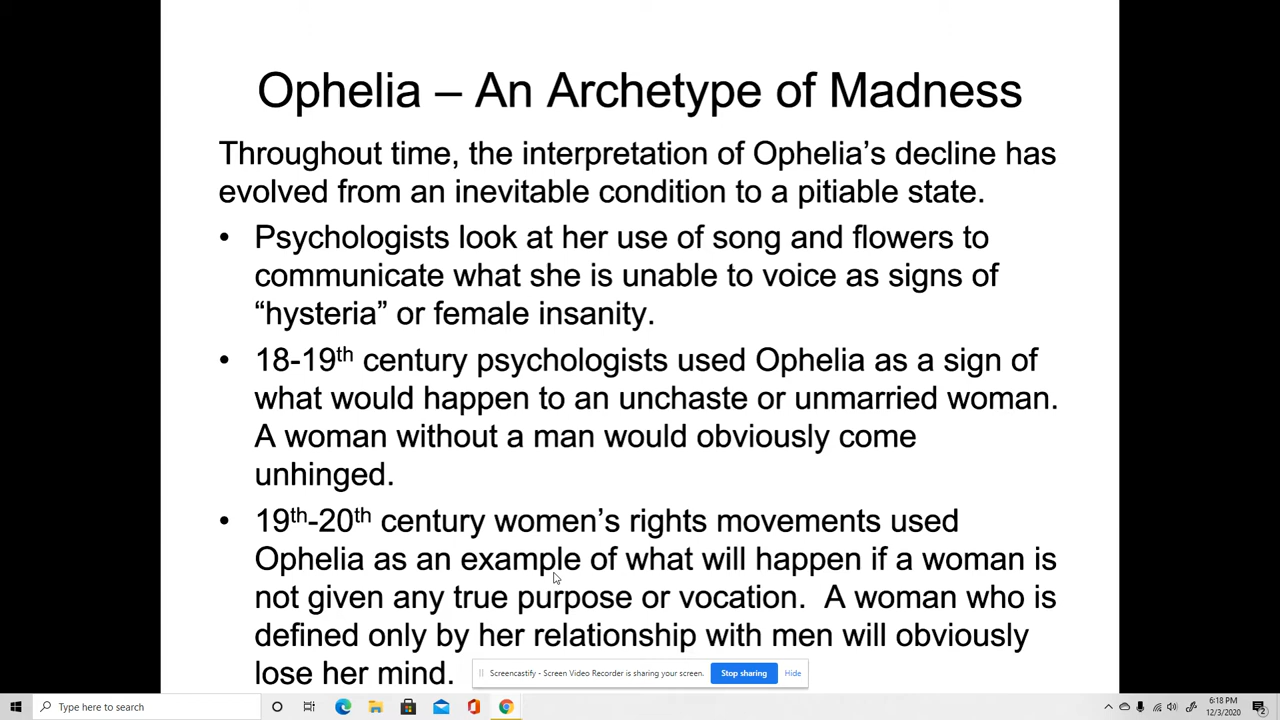 Ophelia – An Archetype of Madness
Throughout time, the interpretation of Ophelia’s decline has
evolved from an inevitable condition to a pitiable state.
• Psychologists look at her use of song and flowers to
communicate what she is unable to voice as signs of
“hysteria” or female insanity.
• 18-19th century psychologists used Ophelia as a sign of
what would happen to an unchaste or unmarried woman.
A woman without a man would obviously come
unhinged.
• 19th-20th century women’s rights movements used
Ophelia as an example of what will happen if a woman is
not given any true purpose or vocation. A woman who is
defined only by her relationship with men will obviously
lose her mind.
Screencastify - Screen Video Recorder is sharing your screen. Stop sharing Hide
Type here to search
6:18 PM
12/3/2020
2